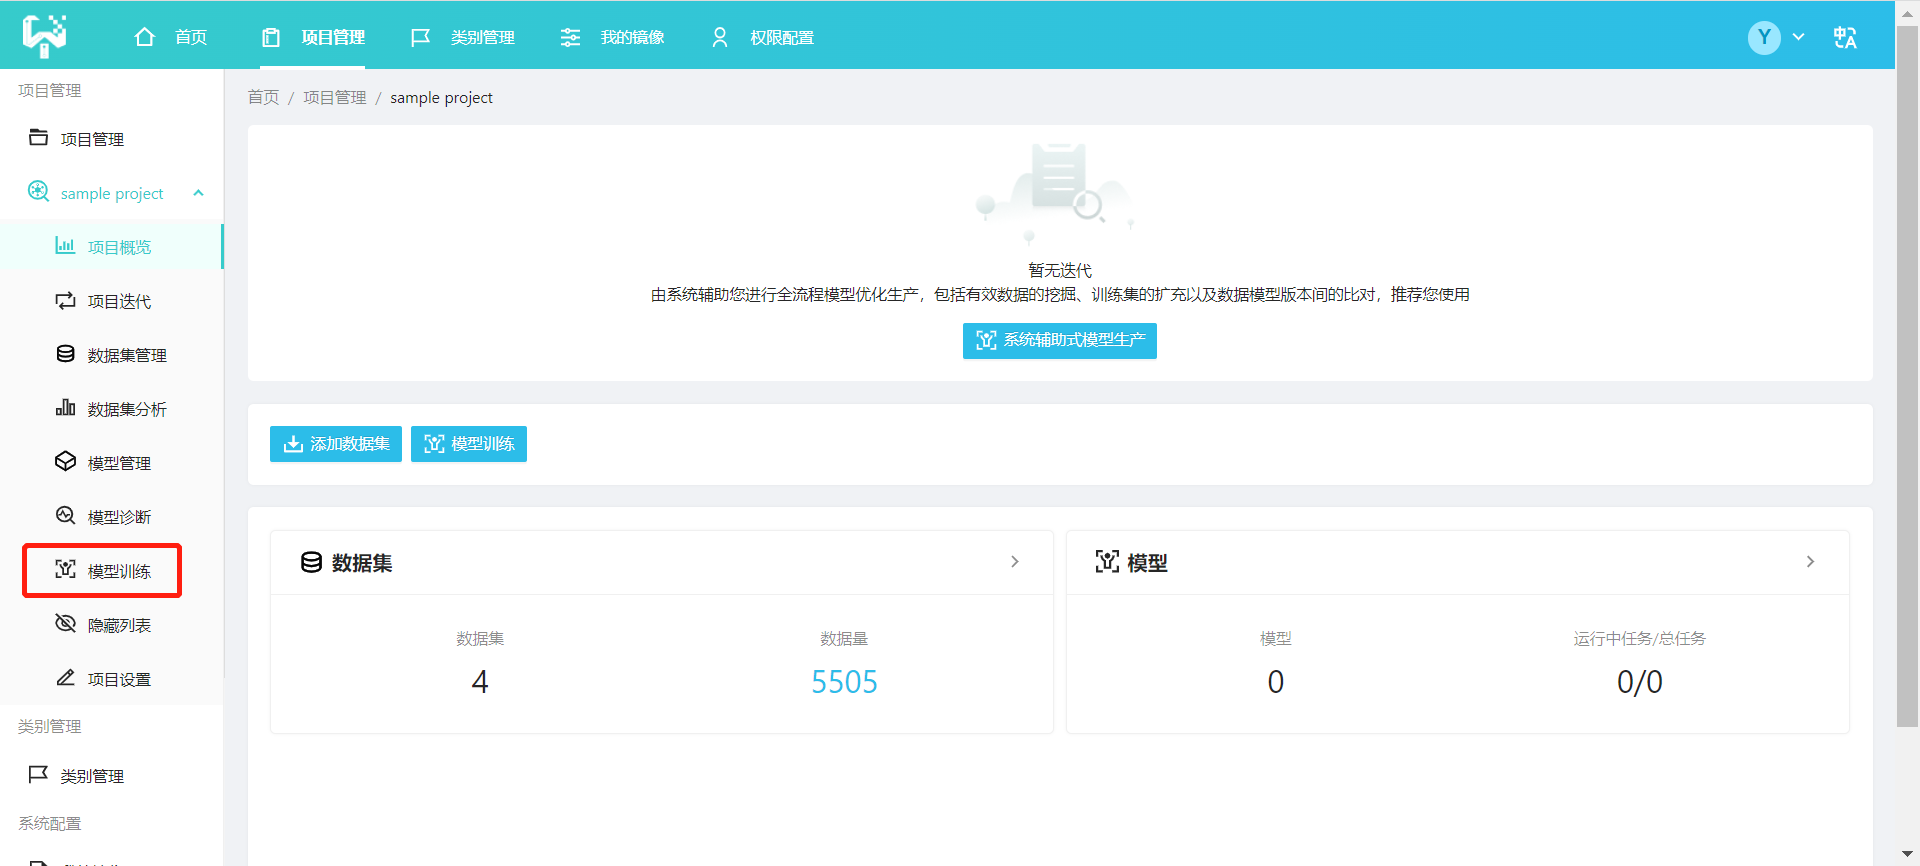 首页
项目管理
类别管理
我的镜像
权限配置
Y
项目管理
项目管理
sample project
项目概览
项目迭代
数据集管理
数据集分析
模型管理
模型诊断
模型训练
隐藏列表
项目设置
类别管理
类别管理
系统配置
首页 / 项目管理 / sample project
暂无迭代
由系统辅助您进行全流程模型优化生产，包括有效数据的挖掘、训练集的扩充以及数据模型版本间的比对，推荐您使用
系统辅助式模型生产
添加数据集
模型训练
数据集
数据集
4
数据量
5505
模型
模型
0
运行中任务/总任务
0/0